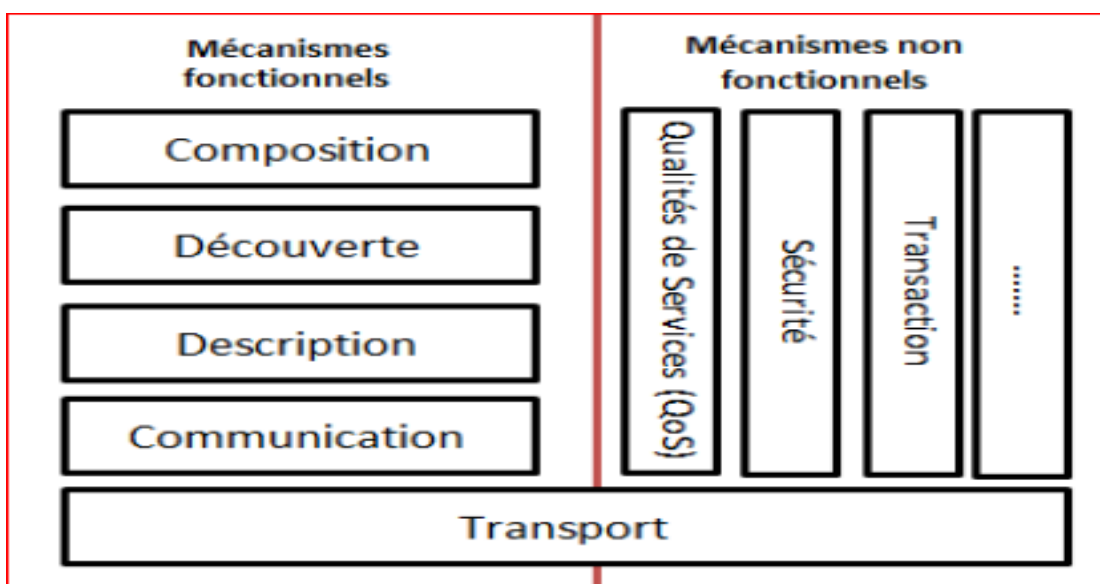 Mécanismes
fonctionnels
Composition
Découverte
Description
Communication
Mécanismes non
fonctionnels
Qualités de Services (QoS)
Sécurité
Transaction
.......
Transport